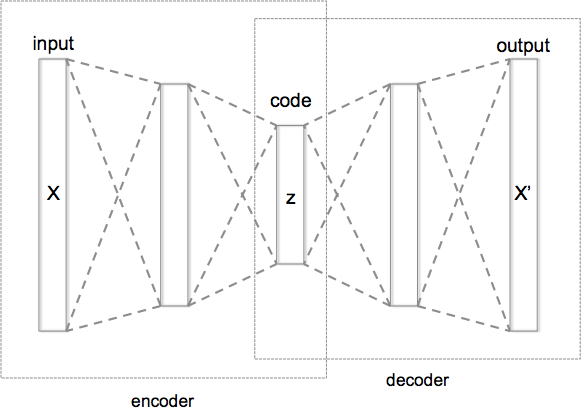 input
output
code
X
z
X'
decoder
encoder